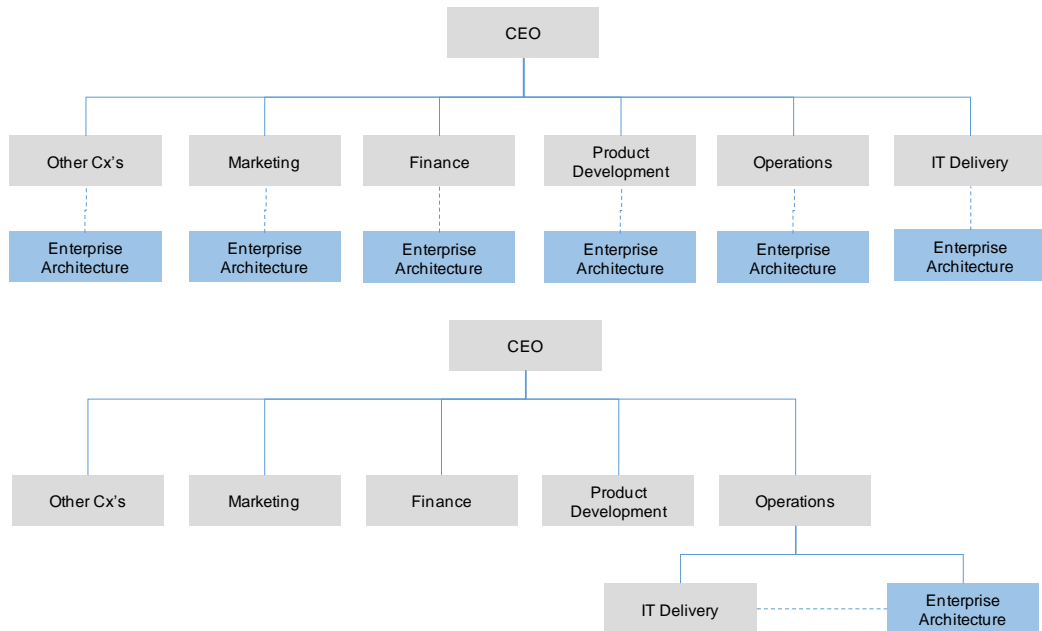 CEO
Other Cx's
Marketing
Finance
Product
Development
Operations
IT Delivery
Enterprise
Architecture
Enterprise
Architecture
Enterprise
Architecture
Enterprise
Architecture
Enterprise
Architecture
Enterprise
Architecture
CEO
Other Cx's
Marketing
Finance
Product
Development
Operations
IT Delivery
Enterprise
Architecture